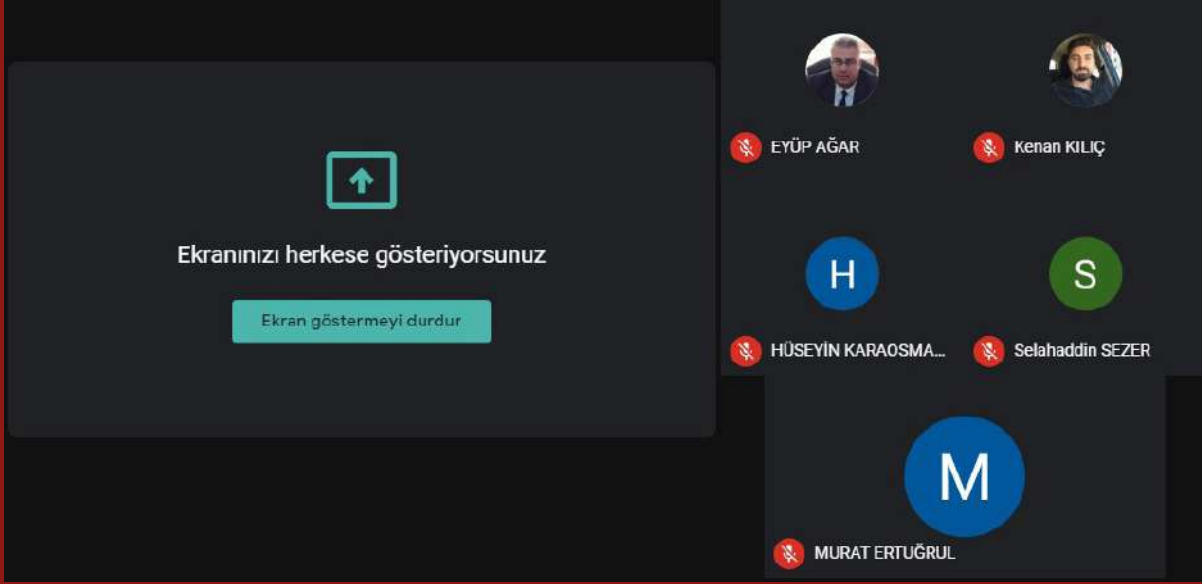 Ekranınızı herkese gösteriyorsunuz
Ekran göstermeyi durdur
EYÜP AĞAR
Kenan KILIÇ
H
S
HÜSEYİN KARAOSMA...
Selahaddin SEZER
M
MURAT ERTUĞRUL